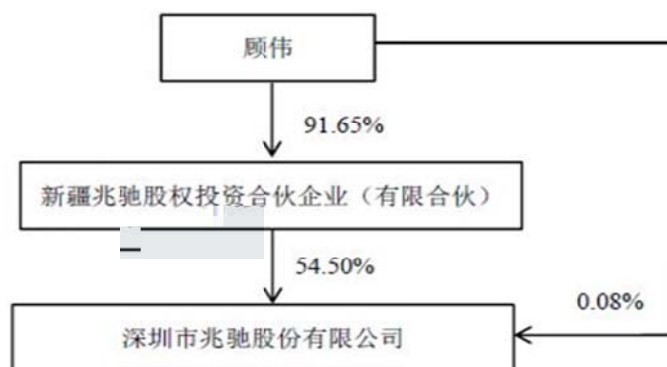 顾伟
91.65%
新疆兆驰股权投资合伙企业（有限合伙）
54.50%
0.08%
深圳市兆驰股份有限公司